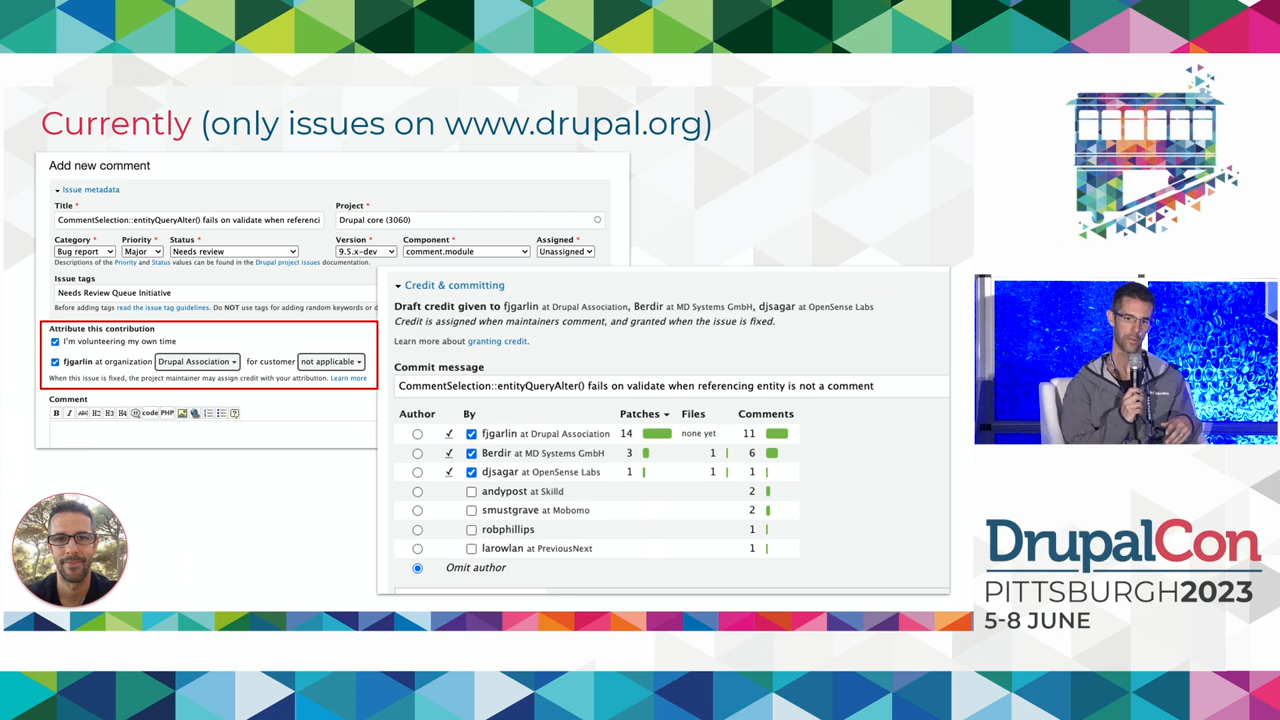 Currently (only issues on www.drupal.org)
Add new comment
Issue metadata
Title *
Project *
CommentSelection::entityQueryAlter() fails on validate when referenci
Drupal core (3060)
Category * Priority * Status *
Version * Component * Assigned *
Bug report Major Needs review
9.5.x-dev comment.module Unassigned
Descriptions of the Priority and Status values can be found in the Drupal project issues documentation.
Issue tags
Needs Review Queue Initiative
Before adding tags read the issue tag guidelines. Do NOT use tags for adding random keywords or d
Attribute this contribution
I'm volunteering my own time
fjgarlin at organization Drupal Association for customer not applicable
When this issue is fixed, the project maintainer may assign credit with your attribution. Learn more
Comment
B I ABC H2 H3 H4 code PHP
Credit & committing
Draft credit given to fjgarlin at Drupal Association, Berdir at MD Systems GmbH, djsagar at OpenSense Labs
Credit is assigned when maintainers comment, and granted when the issue is fixed.
Learn more about granting credit.
Commit message
CommentSelection::entityQueryAlter() fails on validate when referencing entity is not a comment
Author By Patches Files Comments
fjgarlin at Drupal Association 14 none yet 11
Berdir at MD Systems GmbH 3 1 6
djsagar at OpenSense Labs 1 1 1
andypost at Skilld 2
smustgrave at Mobomo 2
robphillips 1
larowlan at PreviousNext 1
Omit author
DrupalCon
PITTSBURGH2023
5-8 JUNE